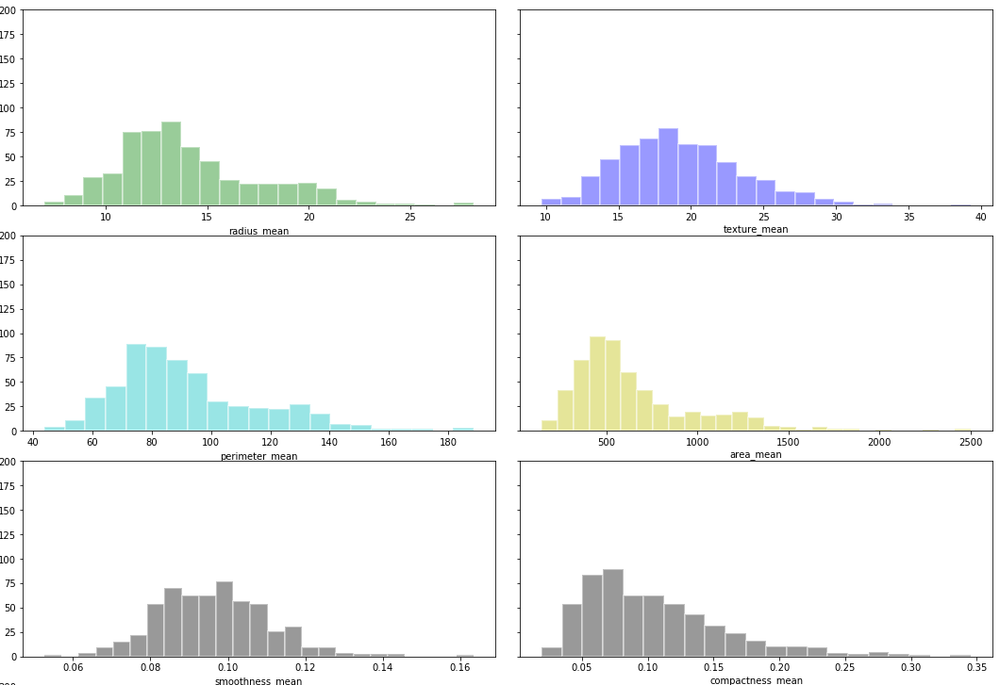 200
175
150
125
100
75
50
25
0
10 15 20 25
radius_mean
10 15 20 25 30 35 40
texture_mean
200
175
150
125
100
75
50
25
0
40 60 80 100 120 140 160 180
perimeter_mean
500 1000 1500 2000 2500
area_mean
200
175
150
125
100
75
50
25
0
0.06 0.08 0.10 0.12 0.14 0.16
smoothness_mean
0.05 0.10 0.15 0.20 0.25 0.30 0.35
compactness_mean